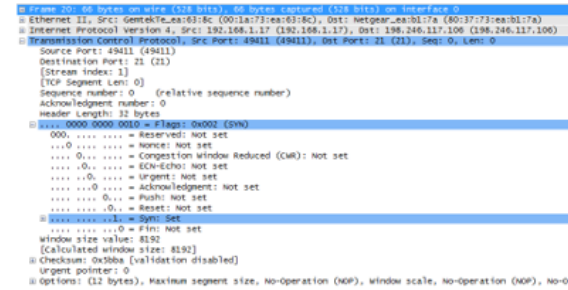 Frame 20: 66 bytes on wire (528 bits), 66 bytes captured (528 bits) on interface 0
Ethernet II, Src: GemtekTe_ea:63:8c (00:1a:73:ea:63:8c), Dst: Netgear_ea:b1:7a (80:37:73:ea:b1:7a)
Internet Protocol Version 4, Src: 192.168.1.17 (192.168.1.17), Dst: 198.246.117.106 (198.246.117.106)
Transmission Control Protocol, Src Port: 49411 (49411), Dst Port: 21 (21), Seq: 0, Len: 0
Source Port: 49411 (49411)
Destination Port: 21 (21)
[Stream index: 1]
[TCP Segment Len: 0]
Sequence number: 0 (relative sequence number)
Acknowledgment number: 0
Header Length: 32 bytes
.... 0000 0000 0010 = Flags: 0x002 (SYN)
000. .... .... = Reserved: Not set
...0 .... .... = Nonce: Not set
.... 0... .... = Congestion Window Reduced (CWR): Not set
.... .0.. .... = ECN-Echo: Not set
.... ..0. .... = Urgent: Not set
.... ...0 .... = Acknowledgment: Not set
.... .... 0... = Push: Not set
.... .... .0.. = Reset: Not set
.... .... ..1. = Syn: Set
.... .... ...0 = Fin: Not set
Window size value: 8192
[Calculated window size: 8192]
Checksum: 0x5bba [validation disabled]
Urgent pointer: 0
Options: (12 bytes), Maximum segment size, No-Operation (NOP), Window scale, No-Operation (NOP), No-O